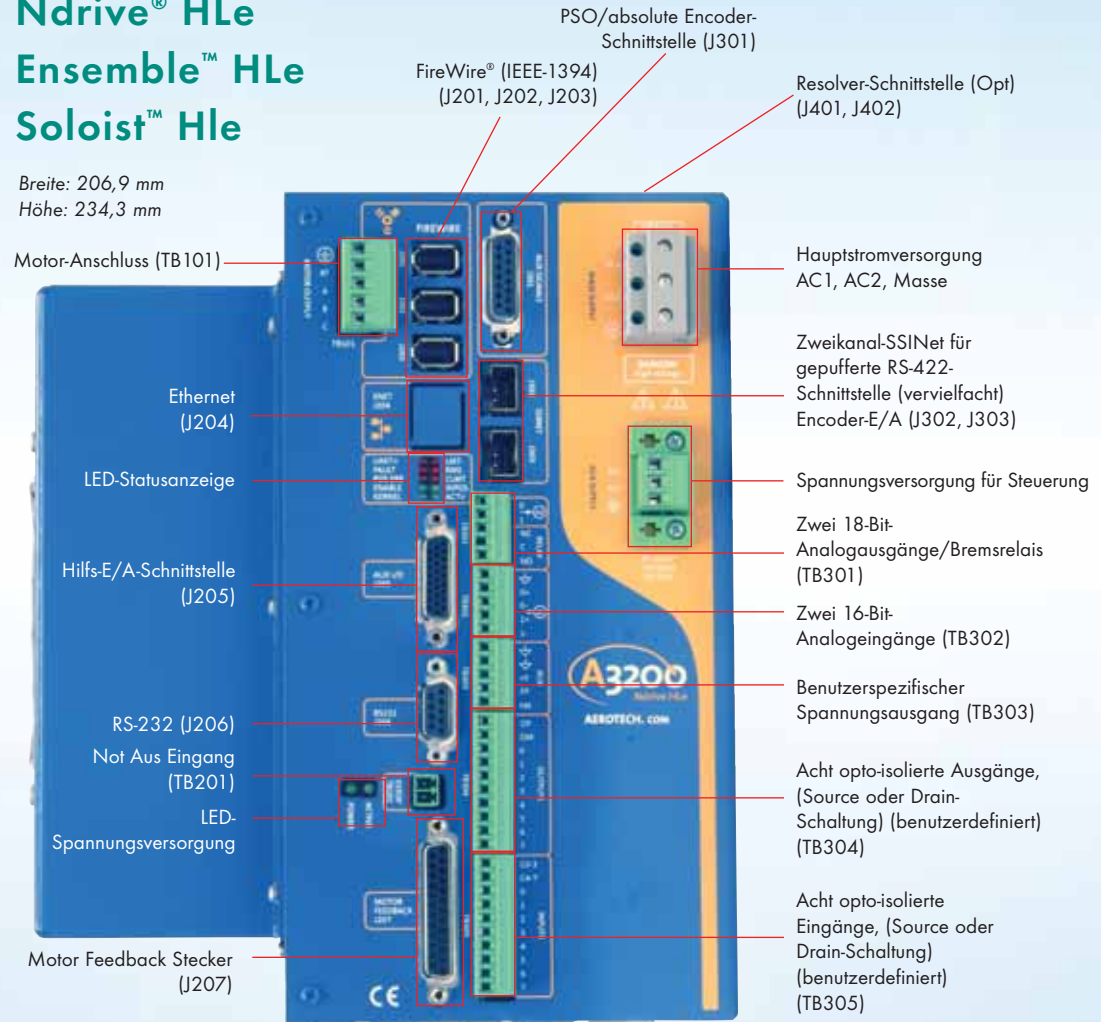 Ndrive® HLe
Ensemble™ HLe
Soloist™ Hle
Breite: 206,9 mm
Höhe: 234,3 mm
PSO/absolute Encoder-
Schnittstelle (J301)
FireWire® (IEEE-1394)
(J201, J202, J203)
Resolver-Schnittstelle (Opt)
(J401, J402)
Motor-Anschluss (TB101)
Ethernet
(J204)
LED-Statusanzeige
Hilfs-E/A-Schnittstelle
(J205)
RS-232 (J206)
Not Aus Eingang
(TB201)
LED-
Spannungsversorgung
Motor Feedback Stecker
(J207)
Hauptstromversorgung
AC1, AC2, Masse
Zweikanal-SSINet für
gepufferte RS-422-
Schnittstelle (vervielfacht)
Encoder-E/A (J302, J303)
Spannungsversorgung für Steuerung
Zwei 18-Bit-
Analogausgänge/Bremsrelais
(TB301)
Zwei 16-Bit-
Analogeingänge (TB302)
Benutzerspezifischer
Spannungsausgang (TB303)
Acht opto-isolierte Ausgänge,
(Source oder Drain-
Schaltung) (benutzerdefiniert)
(TB304)
Acht opto-isolierte
Eingänge, (Source oder
Drain-Schaltung)
(benutzerdefiniert)
(TB305)
FIREWIRE
A3200
Ndrive HLe
AEROTECH.COM
MOTOR
FEEDBACK
CE